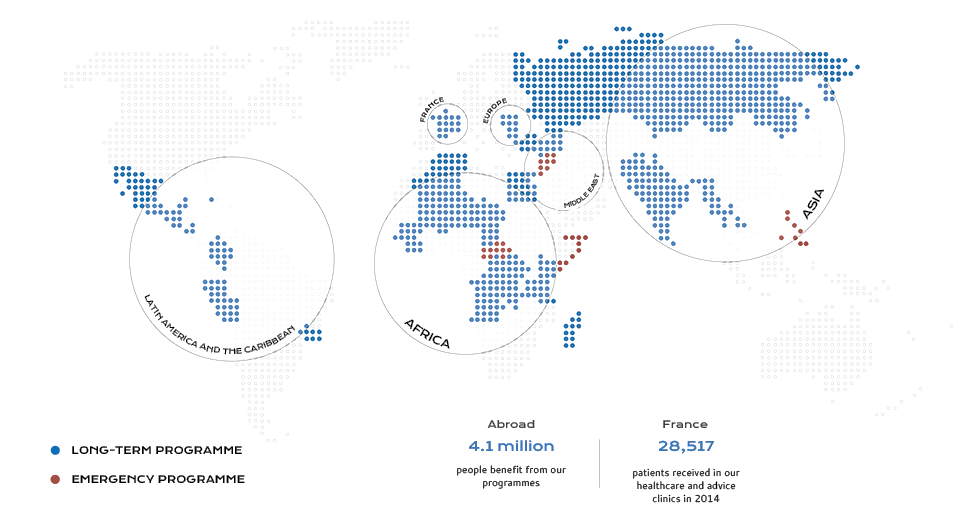 FRANCE
EUROPE
MIDDLE EAST
ASIA
LATIN AMERICA AND THE CARIBBEAN
AFRICA
LONG-TERM PROGRAMME
EMERGENCY PROGRAMME
Abroad
4.1 million
people benefit from our
programmes
France
28,517
patients received in our
healthcare and advice
clinics in 2014